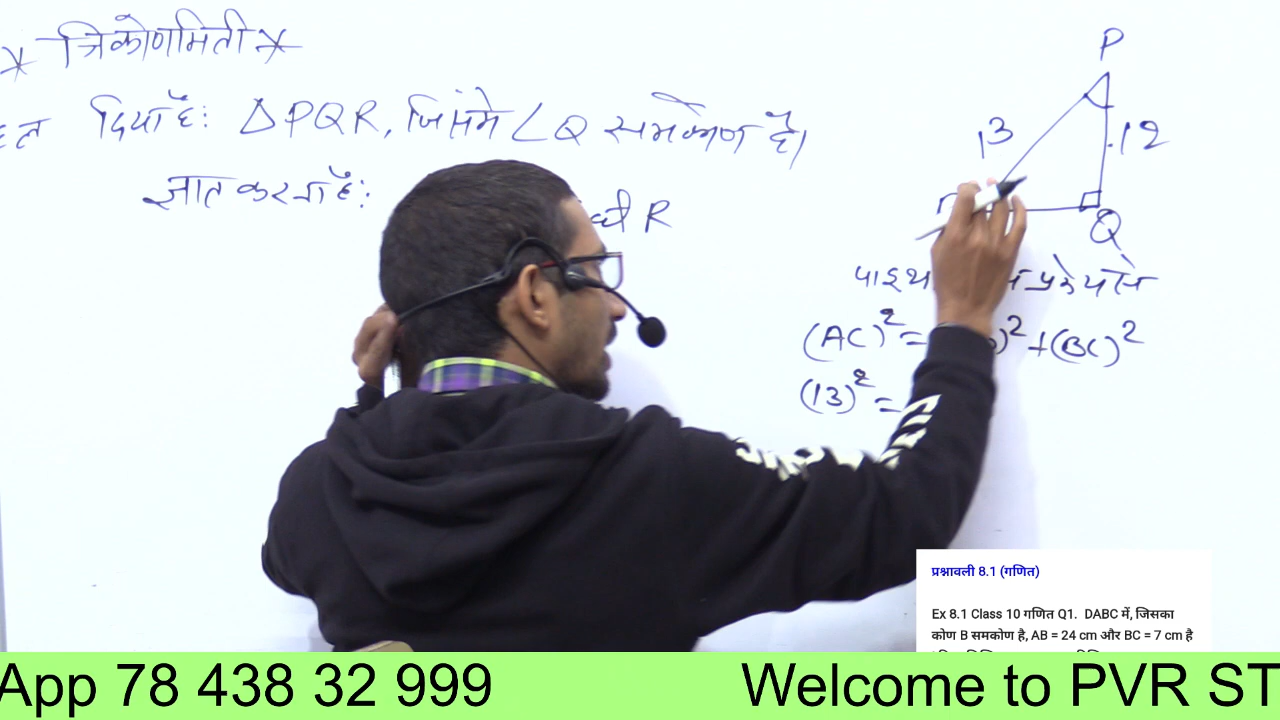 * त्रिकोणमिती *
हल दिया है: ΔPQR, जिसमे ∠Q समकोण है।
ज्ञात करना है: R
P
13
12
Q
(AC)² = )² + (BC)²
(13)² =
प्रश्नावली 8.1 (गणित)
Ex 8.1 Class 10 गणित Q1. DABC में, जिसका
कोण B समकोण है, AB = 24 cm और BC = 7 cm है
App 78 438 32 999 Welcome to PVR ST